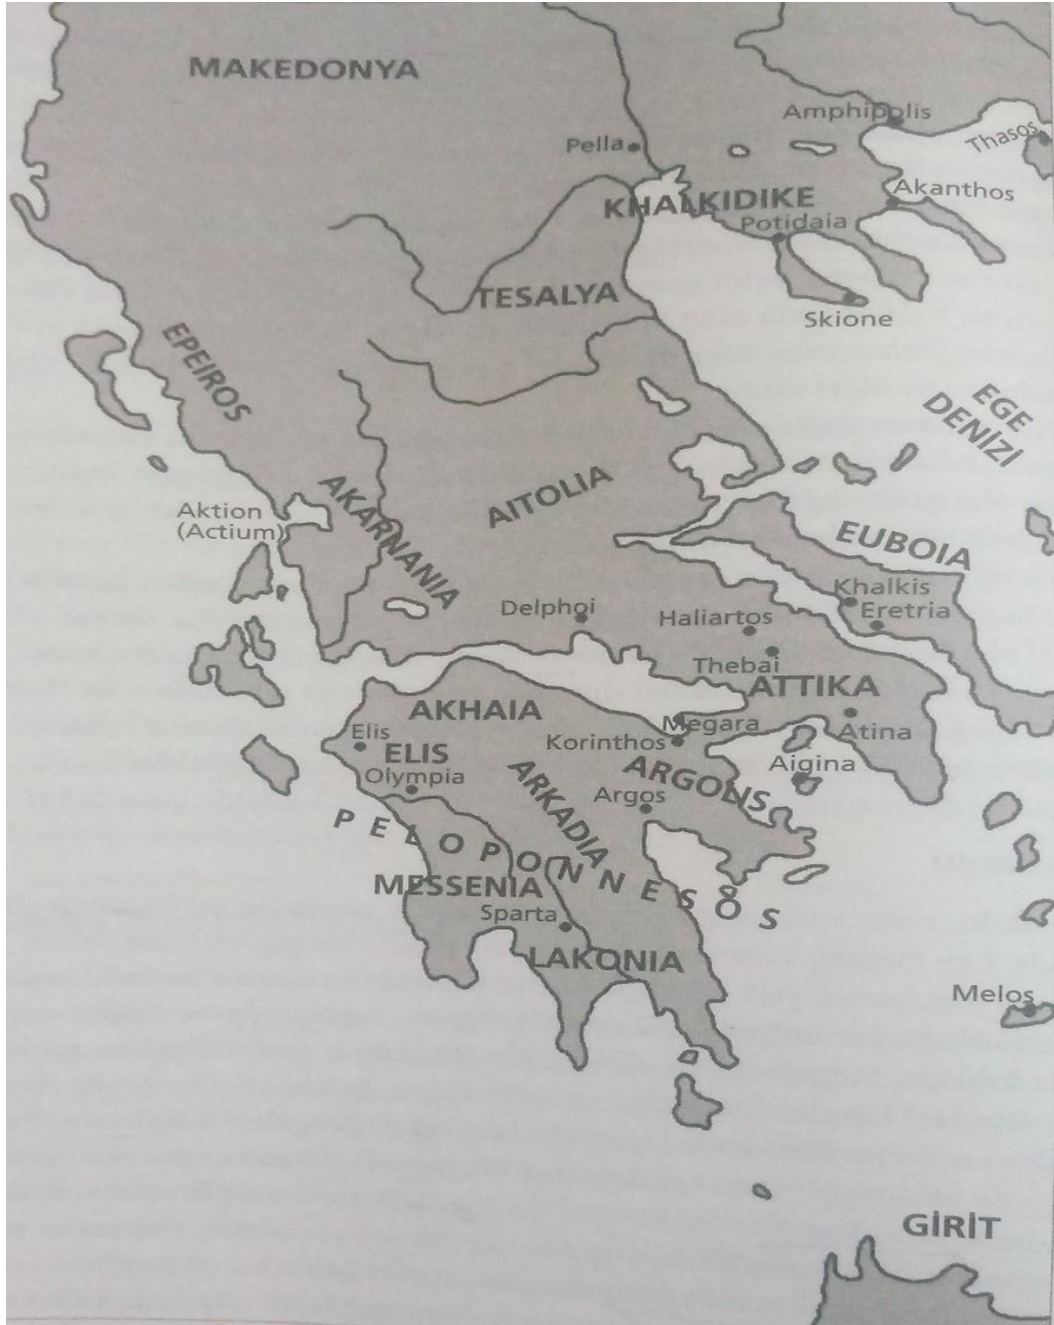 MAKEDONYA
Amphipolis
Thasos
Pella
Akanthos
KHALKIDIKE
Potidaia
TESALYA
Skione
EPEIROS
EGE
DENİZİ
AITOLIA
AKARNANIA
Aktion
(Actium)
EUBOIA
Khalkis
Eretria
Delphoi
Haliartos
Thebai
ATTIKA
AKHAIA
Megara
Elis
Korinthos
Atina
ELIS
ARGOLIS
Aigina
Olympia
Argos
ARKADIA
PELOPONNESOS
MESSENIA
Sparta
LAKONIA
Melos
GİRİT